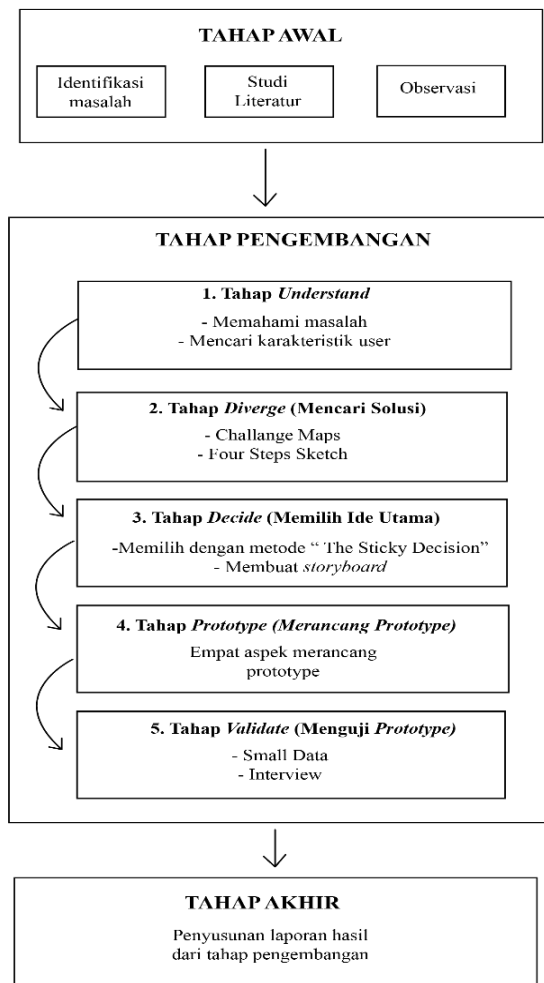 TAHAP AWAL
Identifikasi
masalah
Studi
Literatur
Observasi
TAHAP PENGEMBANGAN
1. Tahap Understand
- Memahami masalah
- Mencari karakteristik user
2. Tahap Diverge (Mencari Solusi)
- Challange Maps
- Four Steps Sketch
3. Tahap Decide (Memilih Ide Utama)
-Memilih dengan metode “ The Sticky Decision”
- Membuat storyboard
4. Tahap Prototype (Merancang Prototype)
Empat aspek merancang
prototype
5. Tahap Validate (Menguji Prototype)
- Small Data
- Interview
TAHAP AKHIR
Penyusunan laporan hasil
dari tahap pengembangan